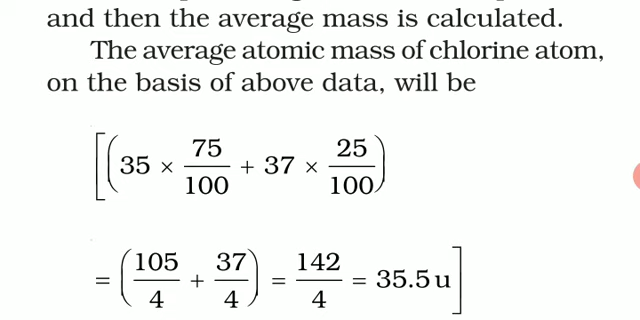 and then the average mass is calculated.
The average atomic mass of chlorine atom,
on the basis of above data, will be
[(35 × 75/100 + 37 × 25/100)
= (105/4 + 37/4) = 142/4 = 35.5 u]